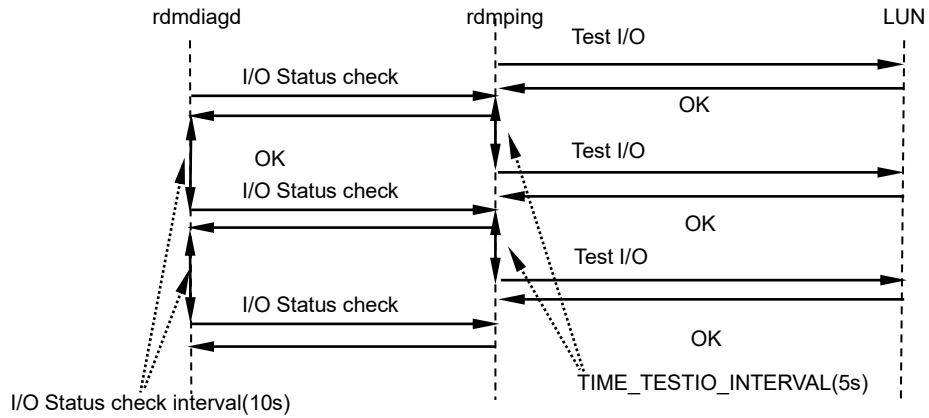 rdmdiagd rdmping LUN
Test I/O
I/O Status check
OK
Test I/O
OK
I/O Status check
OK
Test I/O
I/O Status check
OK
TIME_TESTIO_INTERVAL(5s)
I/O Status check interval(10s)